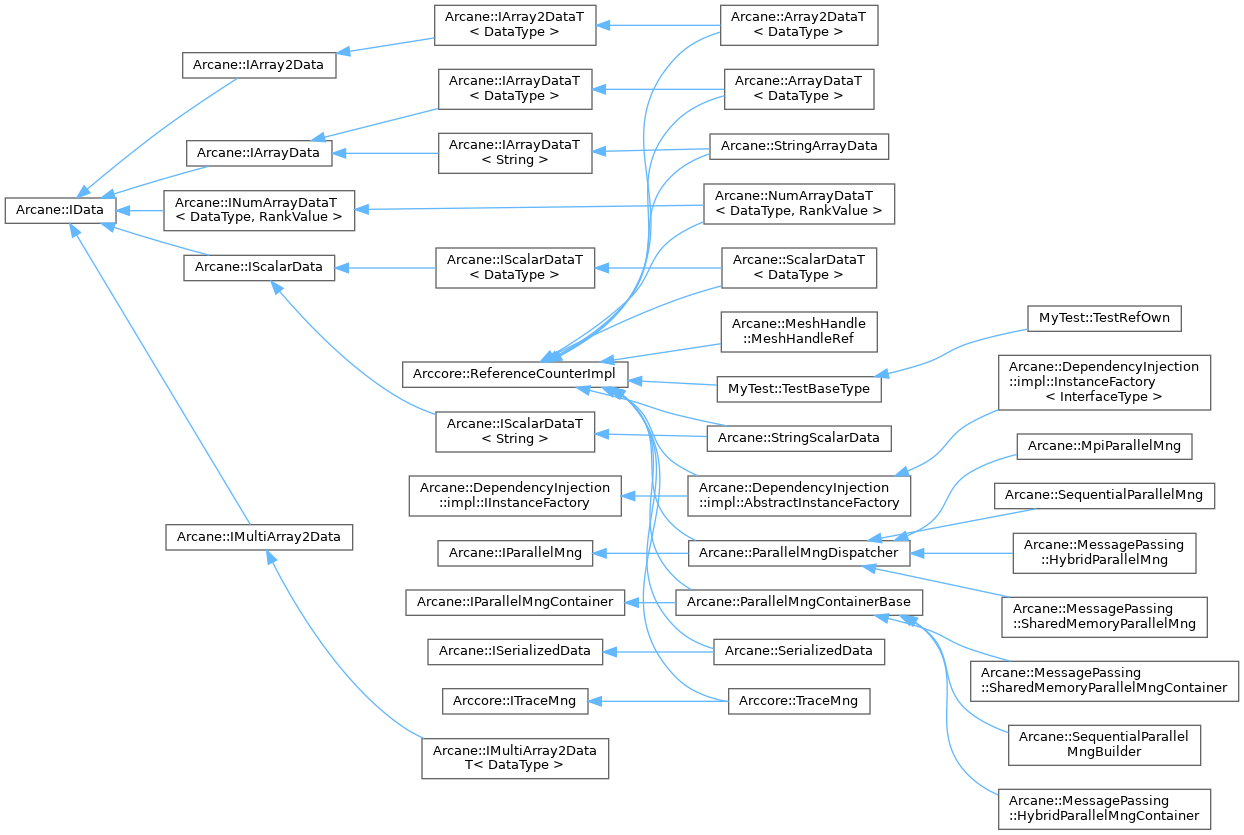 Arcane::IData
Arcane::IArray2Data
Arcane::IArrayData
Arcane::INumArrayDataT
< DataType, RankValue >
Arcane::IScalarData
Arcane::IMultiArray2Data
Arcane::IArray2DataT
< DataType >
Arcane::IArrayDataT
< DataType >
Arcane::IArrayDataT
< String >
Arcane::IScalarDataT
< DataType >
Arccore::ReferenceCounterImpl
Arcane::IScalarDataT
< String >
Arcane::DependencyInjection
::impl::IInstanceFactory
Arcane::IParallelMng
Arcane::IParallelMngContainer
Arcane::ISerializedData
Arccore::ITraceMng
Arcane::IMultiArray2Data
T< DataType >
Arcane::Array2DataT
< DataType >
Arcane::ArrayDataT
< DataType >
Arcane::StringArrayData
Arcane::NumArrayDataT
< DataType, RankValue >
Arcane::ScalarDataT
< DataType >
Arcane::MeshHandle
::MeshHandleRef
MyTest::TestBaseType
Arcane::StringScalarData
Arcane::DependencyInjection
::impl::AbstractInstanceFactory
Arcane::ParallelMngDispatcher
Arcane::ParallelMngContainerBase
Arcane::SerializedData
Arccore::TraceMng
MyTest::TestRefOwn
Arcane::DependencyInjection
::impl::InstanceFactory
< InterfaceType >
Arcane::MpiParallelMng
Arcane::SequentialParallelMng
Arcane::MessagePassing
::HybridParallelMng
Arcane::MessagePassing
::SharedMemoryParallelMng
Arcane::MessagePassing
::SharedMemoryParallelMngContainer
Arcane::SequentialParallel
MngBuilder
Arcane::MessagePassing
::HybridParallelMngContainer